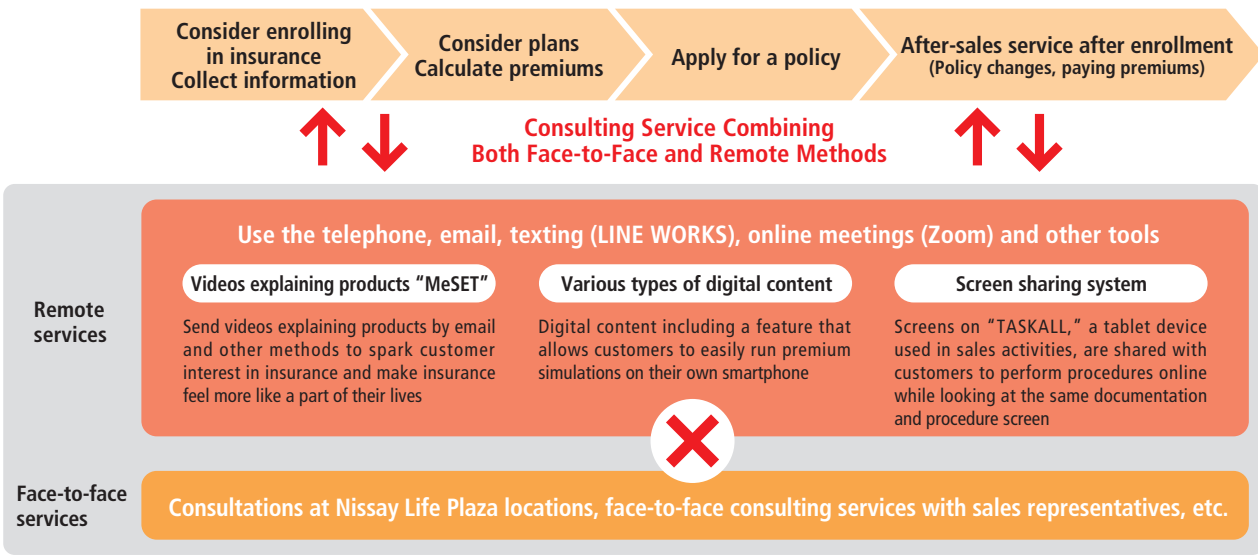 Consider enrolling
in insurance
Collect information
Consider plans
Calculate premiums
Apply for a policy
After-sales service after enrollment
(Policy changes, paying premiums)
Consulting Service Combining
Both Face-to-Face and Remote Methods
Remote
services
Use the telephone, email, texting (LINE WORKS), online meetings (Zoom) and other tools
Videos explaining products “MeSET”
Send videos explaining products by email
and other methods to spark customer
interest in insurance and make insurance
feel more like a part of their lives
Various types of digital content
Digital content including a feature that
allows customers to easily run premium
simulations on their own smartphone
Screen sharing system
Screens on “TASKALL,” a tablet device
used in sales activities, are shared with
customers to perform procedures online
while looking at the same documentation
and procedure screen
Face-to-face
services
Consultations at Nissay Life Plaza locations, face-to-face consulting services with sales representatives, etc.